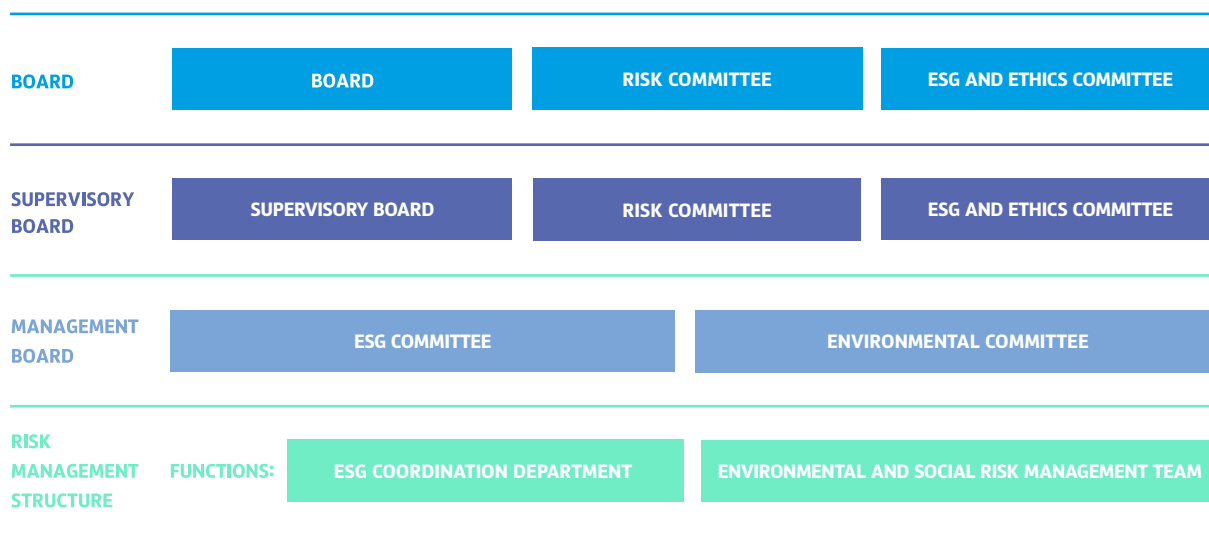 BOARD
BOARD
RISK COMMITTEE
ESG AND ETHICS COMMITTEE
SUPERVISORY
BOARD
SUPERVISORY BOARD
RISK COMMITTEE
ESG AND ETHICS COMMITTEE
MANAGEMENT
BOARD
ESG COMMITTEE
ENVIRONMENTAL COMMITTEE
RISK
MANAGEMENT
STRUCTURE
FUNCTIONS:
ESG COORDINATION DEPARTMENT
ENVIRONMENTAL AND SOCIAL RISK MANAGEMENT TEAM